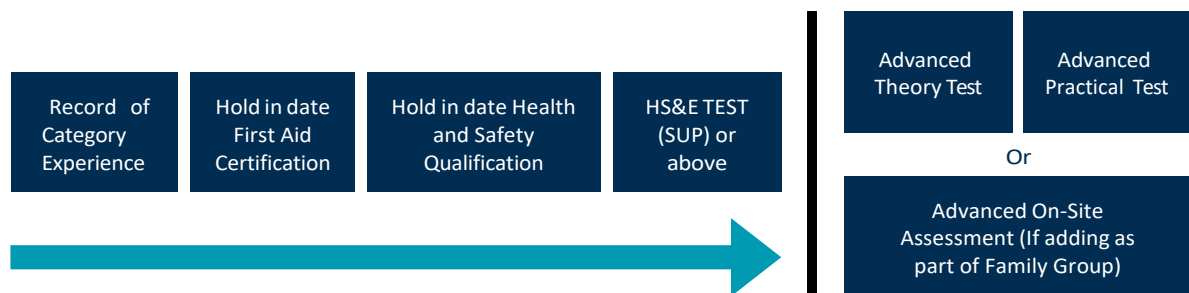 Record of
Category
Experience
Hold in date
First Aid
Certification
Hold in date Health
and Safety
Qualification
HS&E TEST
(SUP) or
above
Advanced
Theory Test
Advanced
Practical Test
Or
Advanced On-Site
Assessment (If adding as
part of Family Group)